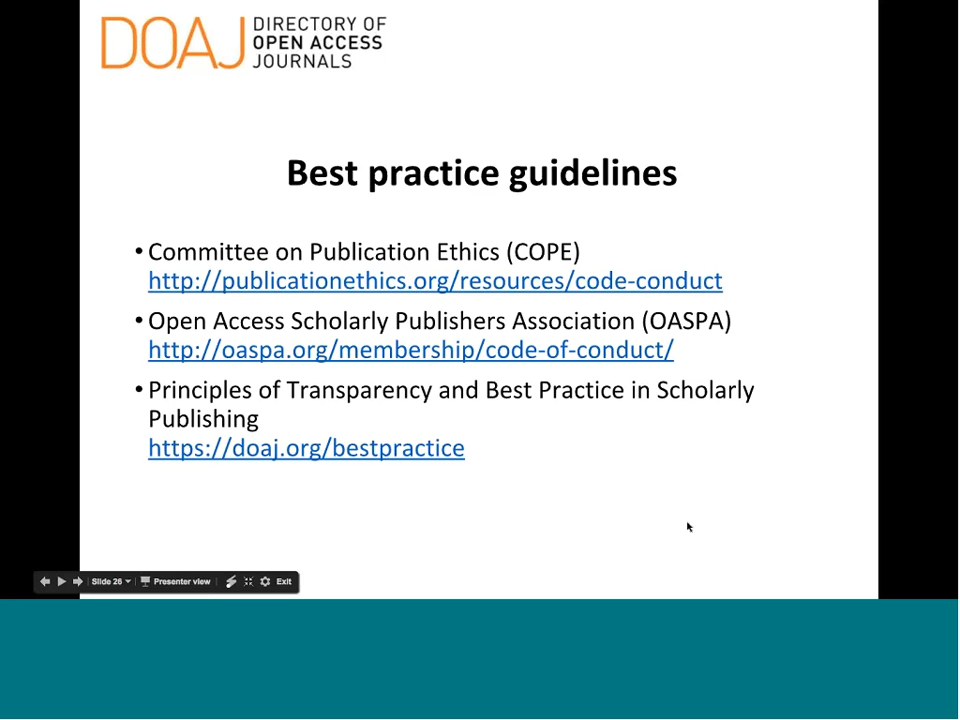 DOAJ
DIRECTORY OF
OPEN ACCESS
JOURNALS
Best practice guidelines
• Committee on Publication Ethics (COPE)
http://publicationethics.org/resources/code-conduct
• Open Access Scholarly Publishers Association (OASPA)
http://oaspa.org/membership/code-of-conduct/
• Principles of Transparency and Best Practice in Scholarly
Publishing
https://doaj.org/bestpractice
Slide 26 Presenter view Exit